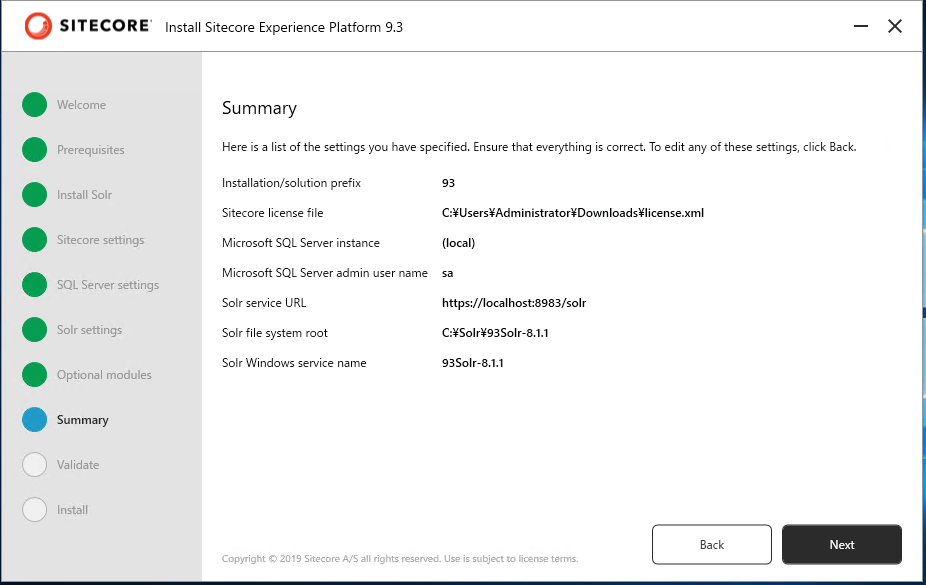 SITECORE Install Sitecore Experience Platform 9.3
Welcome
Prerequisites
Install Solr
Sitecore settings
SQL Server settings
Solr settings
Optional modules
Summary
Validate
Install
Summary
Here is a list of the settings you have specified. Ensure that everything is correct. To edit any of these settings, click Back.
Installation/solution prefix 93
Sitecore license file C:¥Users¥Administrator¥Downloads¥license.xml
Microsoft SQL Server instance (local)
Microsoft SQL Server admin user name sa
Solr service URL https://localhost:8983/solr
Solr file system root C:¥Solr¥93Solr-8.1.1
Solr Windows service name 93Solr-8.1.1
Back Next
Copyright © 2019 Sitecore A/S all rights reserved. Use is subject to license terms.